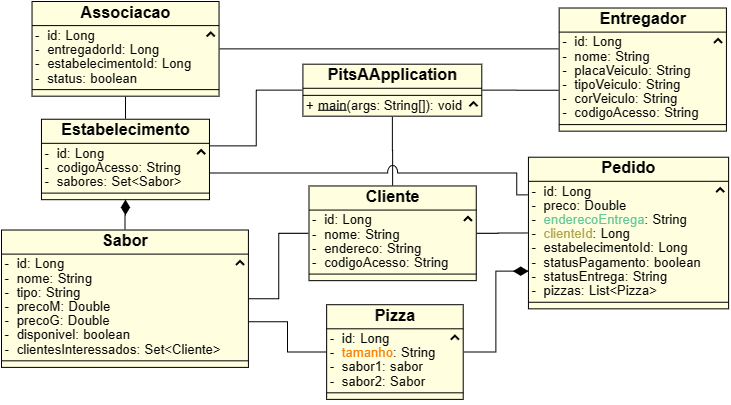 Associacao
- id: Long
- entregadorId: Long
- estabelecimentoId: Long
- status: boolean
Entregador
- id: Long
- nome: String
- placaVeiculo: String
- tipoVeiculo: String
- corVeiculo: String
- codigoAcesso: String
PitsAApplication
+ main(args: String[]): void
Estabelecimento
- id: Long
- codigoAcesso: String
- sabores: Set<Sabor>
Pedido
- id: Long
- preco: Double
- enderecoEntrega: String
- clienteId: Long
- estabelecimentoId: Long
- statusPagamento: boolean
- statusEntrega: String
- pizzas: List<Pizza>
Cliente
- id: Long
- nome: String
- endereco: String
- codigoAcesso: String
Sabor
- id: Long
- nome: String
- tipo: String
- precoM: Double
- precoG: Double
- disponivel: boolean
- clientesInteressados: Set<Cliente>
Pizza
- id: Long
- tamanho: String
- sabor1: sabor
- sabor2: Sabor